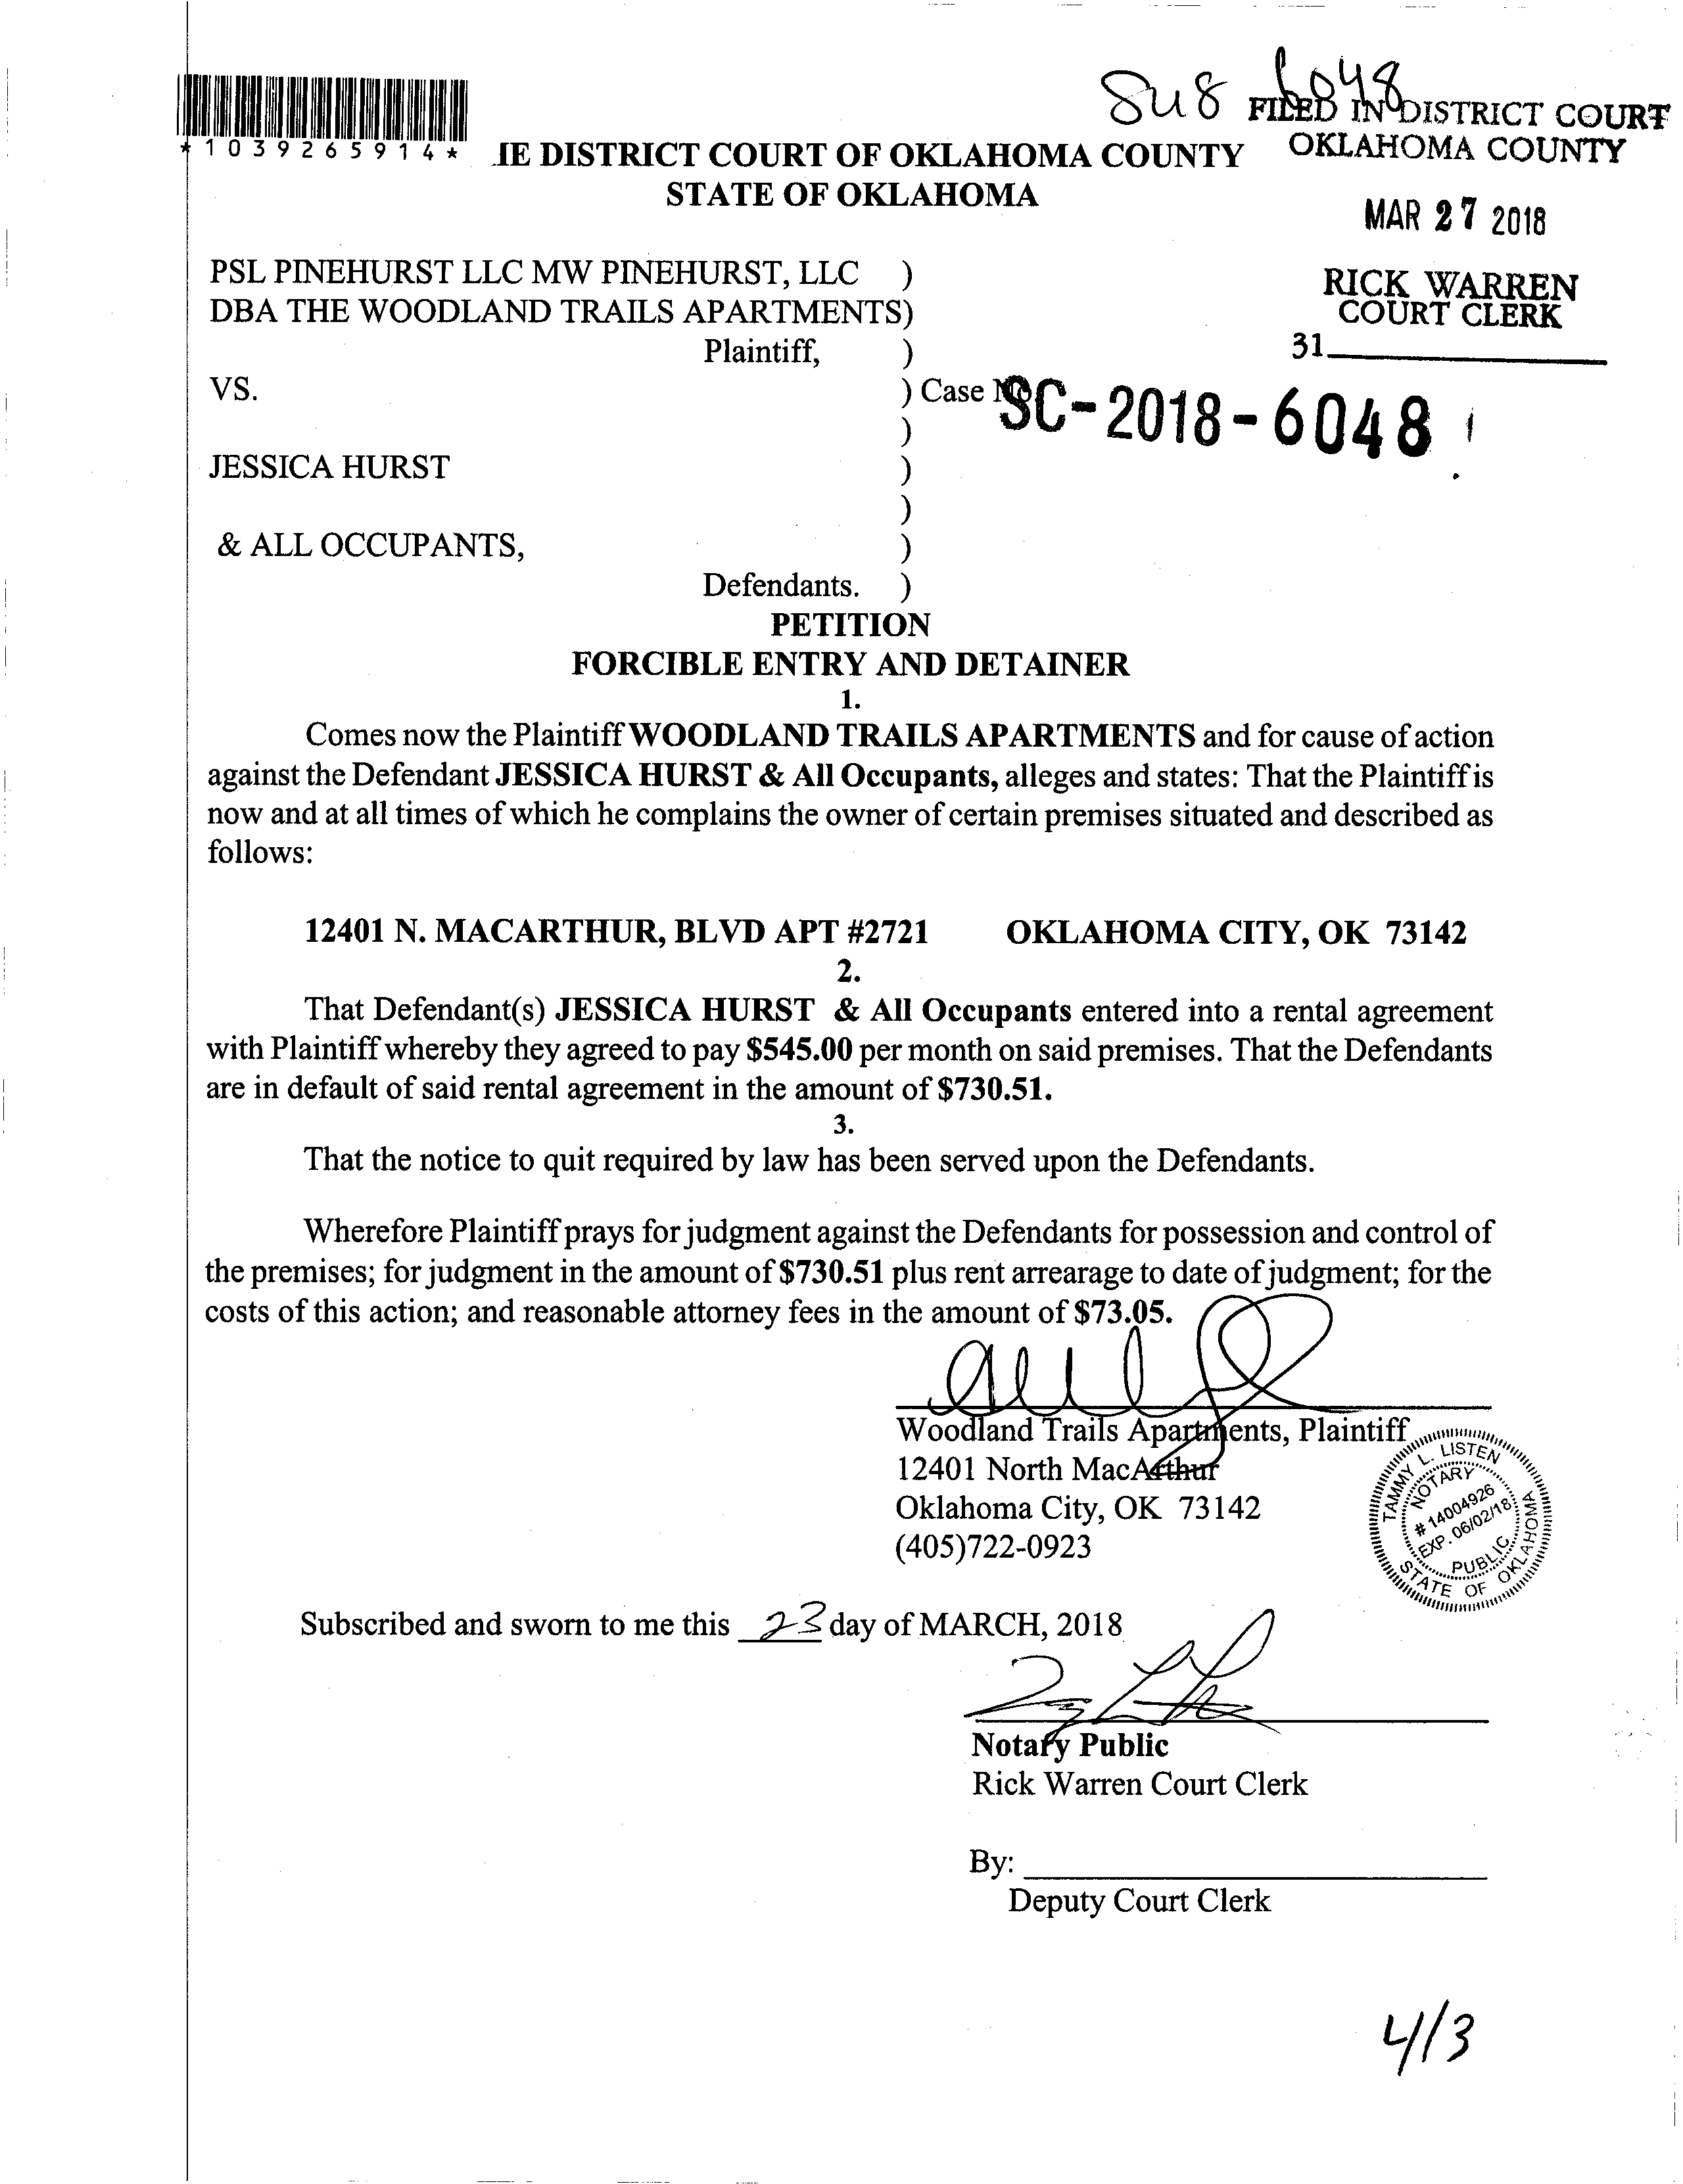 SU8 6048
FILED IN DISTRICT COURT
OKLAHOMA COUNTY
*1039265914*
IE DISTRICT COURT OF OKLAHOMA COUNTY
STATE OF OKLAHOMA
MAR 27 2018
RICK WARREN
COURT CLERK
31
PSL PINEHURST LLC MW PINEHURST, LLC )
DBA THE WOODLAND TRAILS APARTMENTS)
Plaintiff, )
VS. ) Case No. SC-2018-6048
)
JESSICA HURST )
)
& ALL OCCUPANTS, )
Defendants. )
PETITION
FORCIBLE ENTRY AND DETAINER
1.
Comes now the Plaintiff WOODLAND TRAILS APARTMENTS and for cause of action
against the Defendant JESSICA HURST & All Occupants, alleges and states: That the Plaintiff is
now and at all times of which he complains the owner of certain premises situated and described as
follows:
12401 N. MACARTHUR, BLVD APT #2721 OKLAHOMA CITY, OK 73142
2.
That Defendant(s) JESSICA HURST & All Occupants entered into a rental agreement
with Plaintiff whereby they agreed to pay $545.00 per month on said premises. That the Defendants
are in default of said rental agreement in the amount of $730.51.
3.
That the notice to quit required by law has been served upon the Defendants.
Wherefore Plaintiff prays for judgment against the Defendants for possession and control of
the premises; for judgment in the amount of $730.51 plus rent arrearage to date of judgment; for the
costs of this action; and reasonable attorney fees in the amount of $73.05.
Woodland Trails Apartments, Plaintiff
12401 North MacArthur
Oklahoma City, OK 73142
(405)722-0923
TAMMY L. LISTEN
NOTARY
# 14004926
EXP. 06/02/18
PUBLIC
STATE OF OKLAHOMA
Subscribed and sworn to me this 23 day of MARCH, 2018
Notary Public
Rick Warren Court Clerk
By:
Deputy Court Clerk
4/3